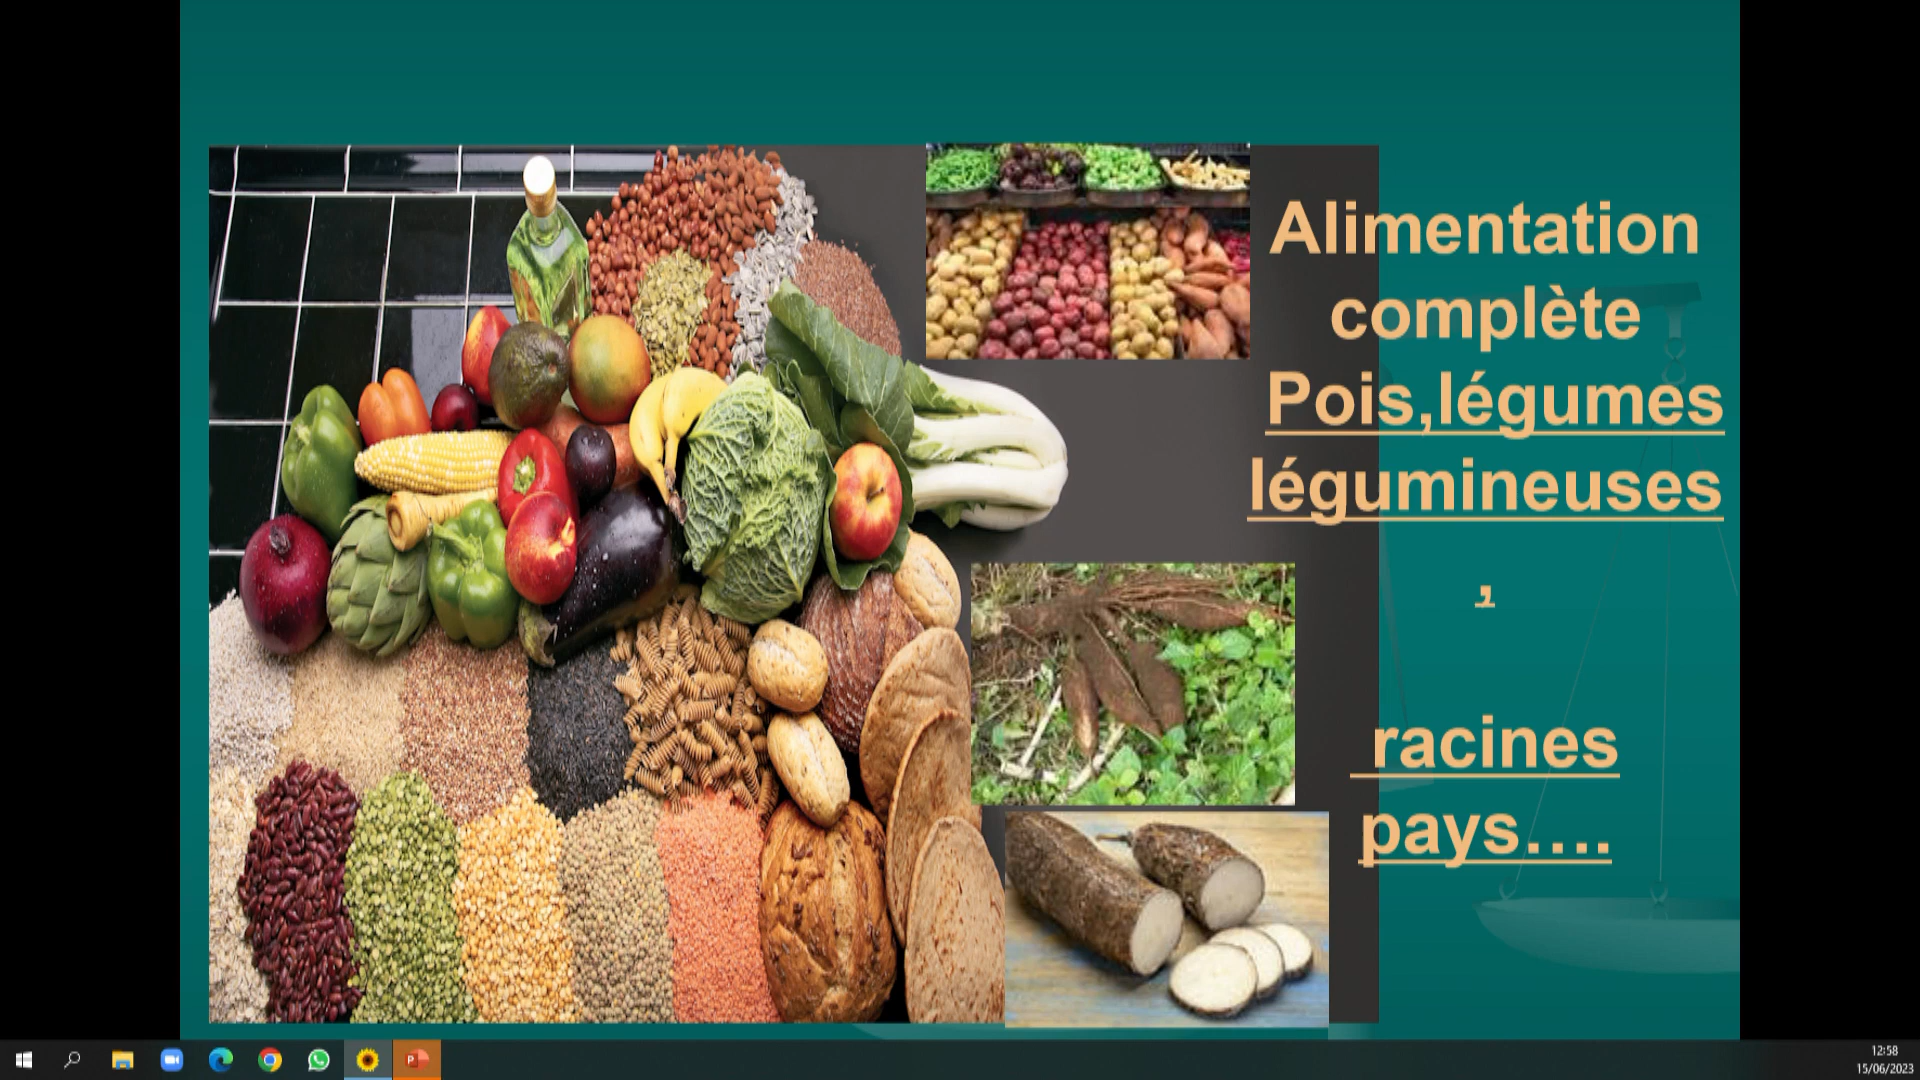 Alimentation
complète
Pois,légumes
légumineuses
,
racines
pays....
12:58
15/06/2023